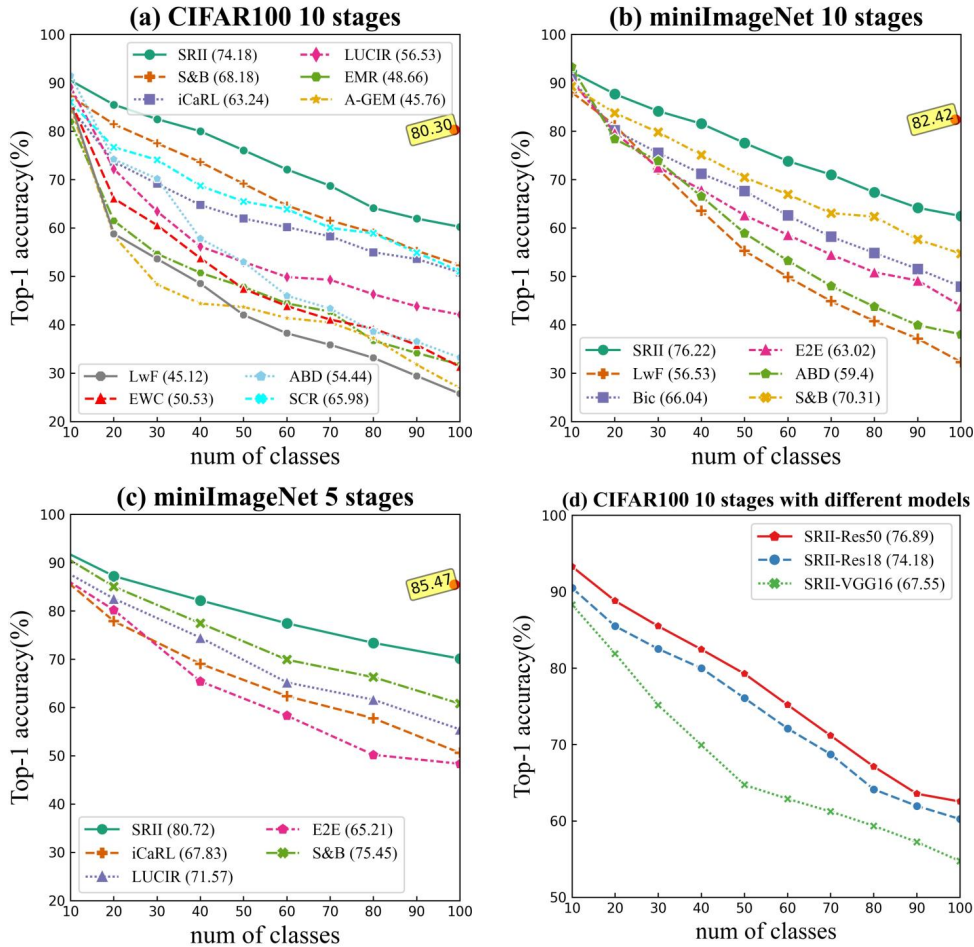 (a) CIFAR100 10 stages
100
90
80
70
60
50
40
30
20
Top-1 accuracy(%)
SRII (74.18)
S&B (68.18)
iCaRL (63.24)
LUCIR (56.53)
EMR (48.66)
A-GEM (45.76)
80.30
LwF (45.12)
EWC (50.53)
ABD (54.44)
SCR (65.98)
10 20 30 40 50 60 70 80 90 100
num of classes
(b) miniImageNet 10 stages
100
90
80
70
60
50
40
30
20
Top-1 accuracy(%)
82.42
SRII (76.22)
LwF (56.53)
Bic (66.04)
E2E (63.02)
ABD (59.4)
S&B (70.31)
10 20 30 40 50 60 70 80 90 100
num of classes
(c) miniImageNet 5 stages
100
90
80
70
60
50
40
30
20
Top-1 accuracy(%)
85.47
SRII (80.72)
iCaRL (67.83)
LUCIR (71.57)
E2E (65.21)
S&B (75.45)
10 20 30 40 50 60 70 80 90 100
num of classes
(d) CIFAR100 10 stages with different models
100
90
80
70
60
50
Top-1 accuracy(%)
SRII-Res50 (76.89)
SRII-Res18 (74.18)
SRII-VGG16 (67.55)
10 20 30 40 50 60 70 80 90 100
num of classes